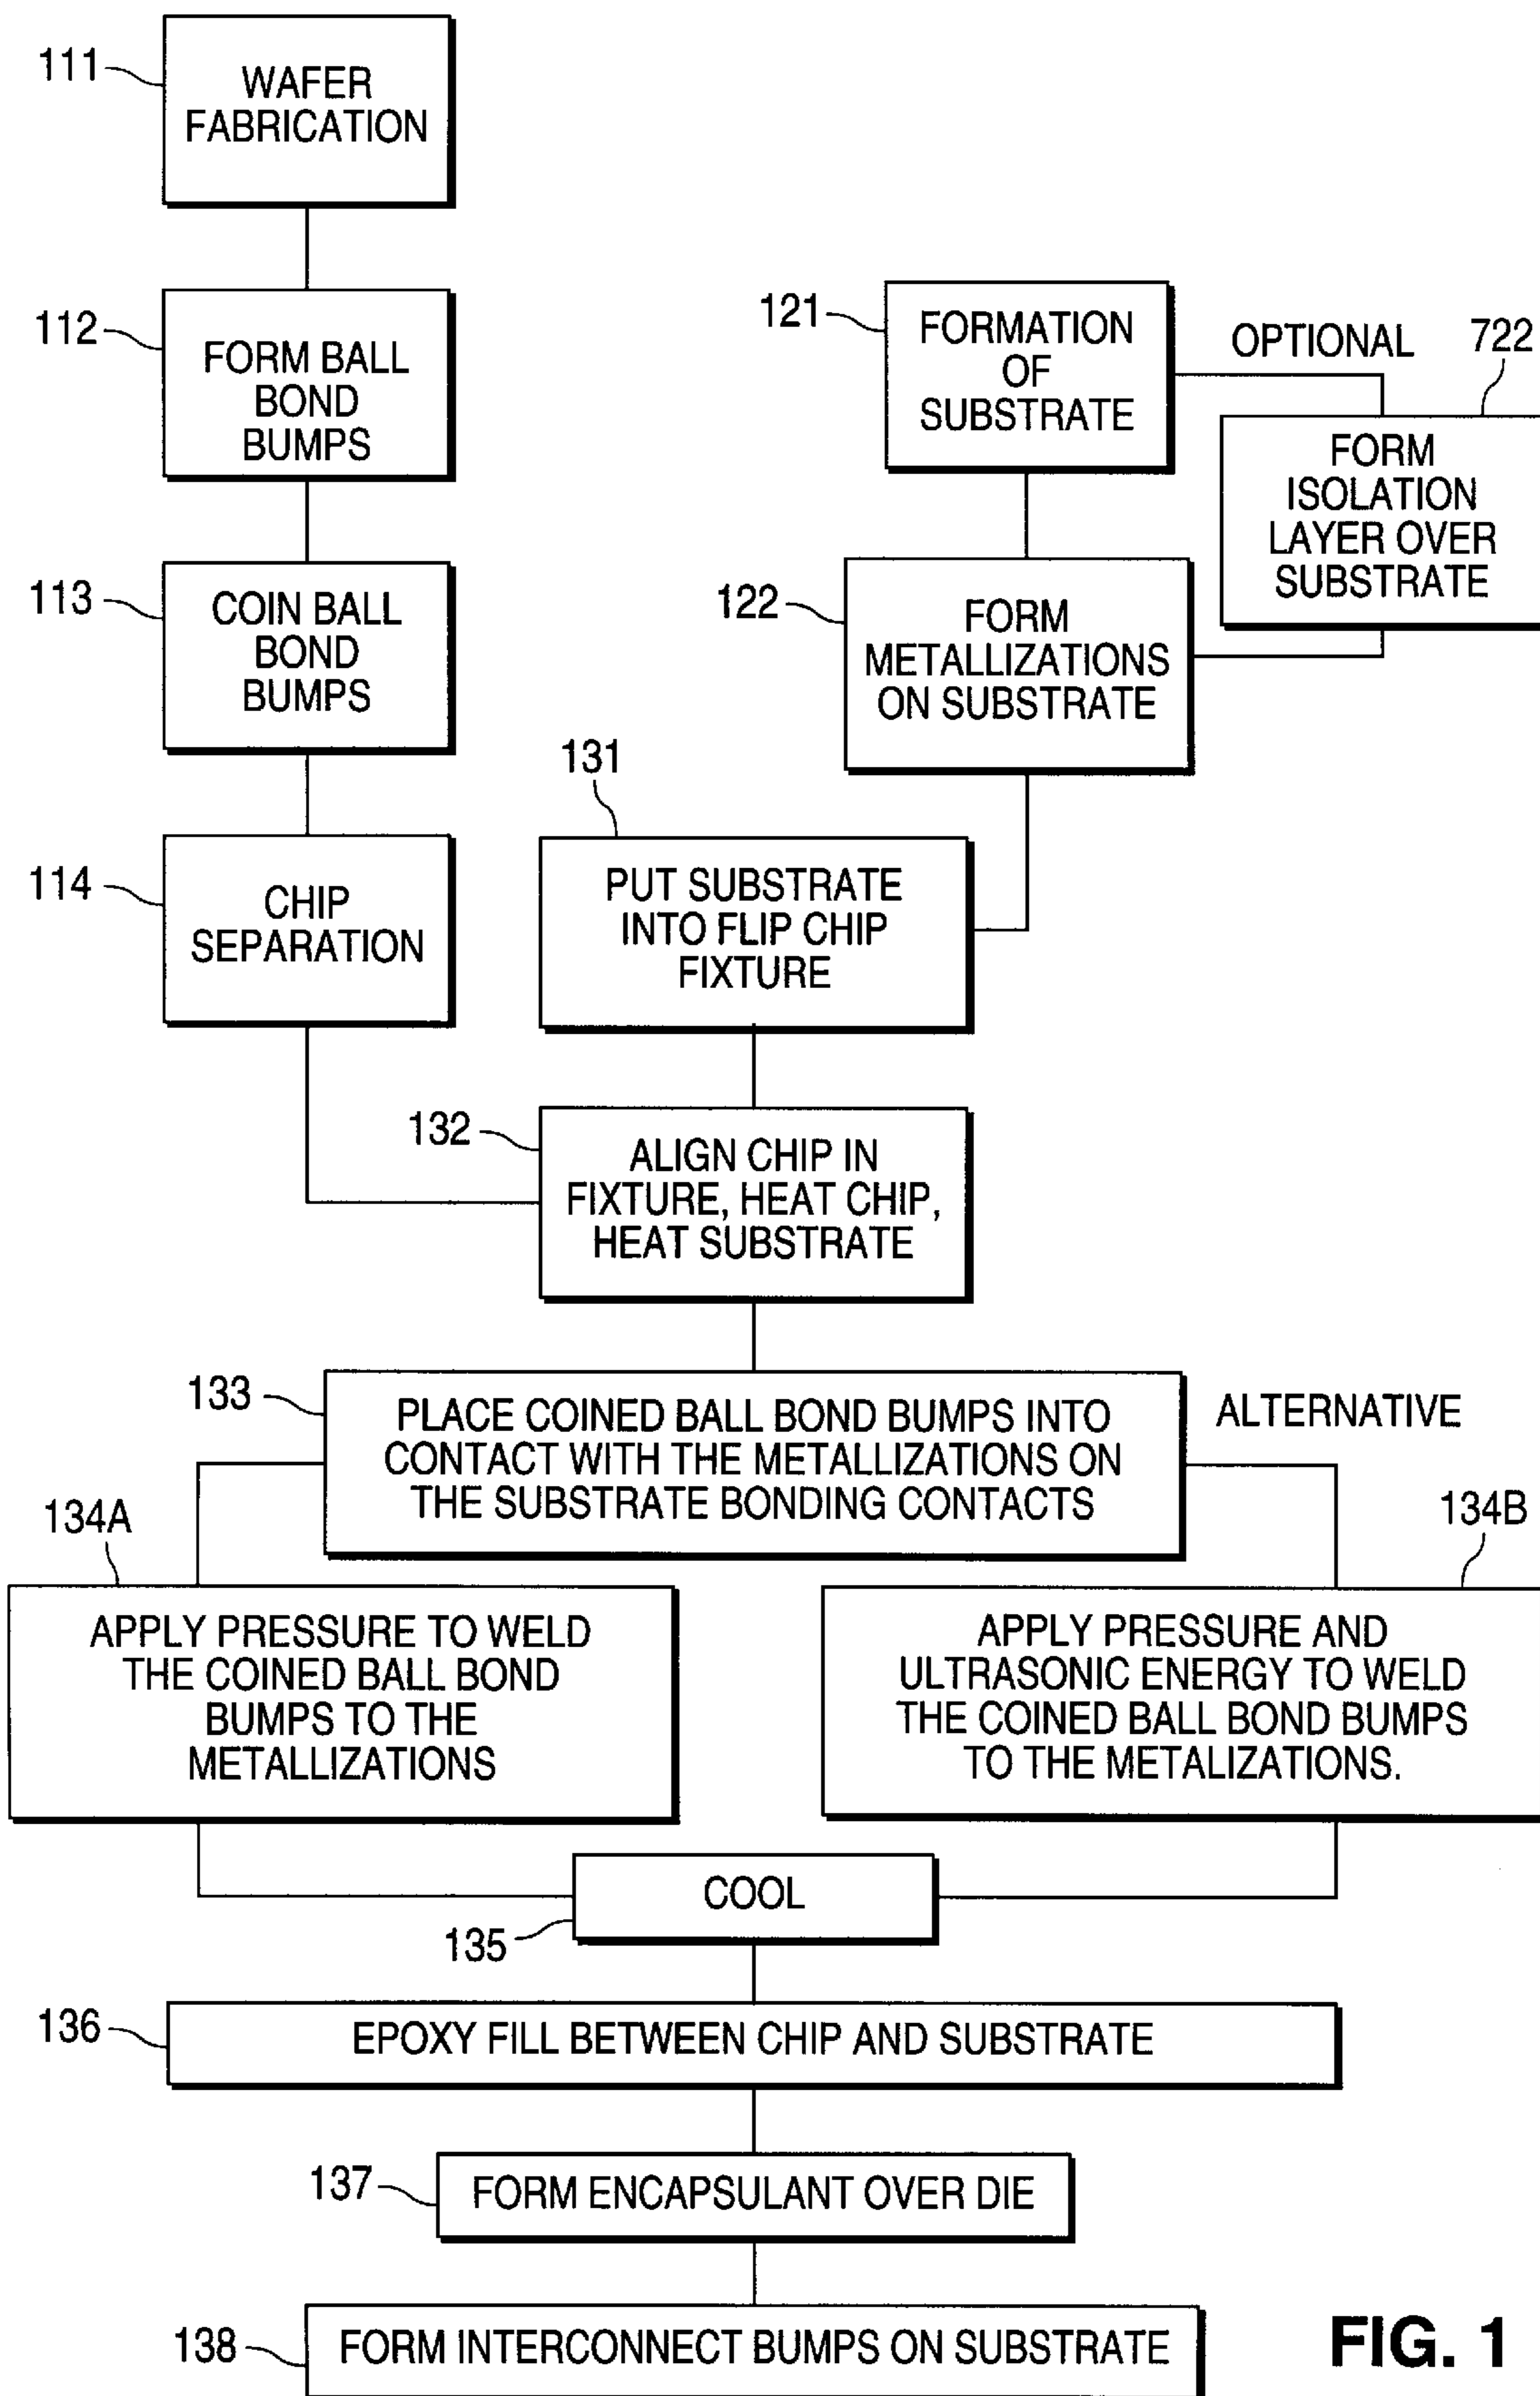 111
WAFER
FABRICATION
112
FORM BALL
BOND
BUMPS
113
COIN BALL
BOND
BUMPS
114
CHIP
SEPARATION
121
FORMATION
OF
SUBSTRATE
OPTIONAL
722
FORM
ISOLATION
LAYER OVER
SUBSTRATE
122
FORM
METALLIZATIONS
ON SUBSTRATE
131
PUT SUBSTRATE
INTO FLIP CHIP
FIXTURE
132
ALIGN CHIP IN
FIXTURE, HEAT CHIP,
HEAT SUBSTRATE
133
PLACE COINED BALL BOND BUMPS INTO
CONTACT WITH THE METALLIZATIONS ON
THE SUBSTRATE BONDING CONTACTS
ALTERNATIVE
134A
APPLY PRESSURE TO WELD
THE COINED BALL BOND
BUMPS TO THE
METALLIZATIONS
134B
APPLY PRESSURE AND
ULTRASONIC ENERGY TO WELD
THE COINED BALL BOND BUMPS
TO THE METALIZATIONS.
COOL
135
136
EPOXY FILL BETWEEN CHIP AND SUBSTRATE
137
FORM ENCAPSULANT OVER DIE
138
FORM INTERCONNECT BUMPS ON SUBSTRATE
FIG. 1